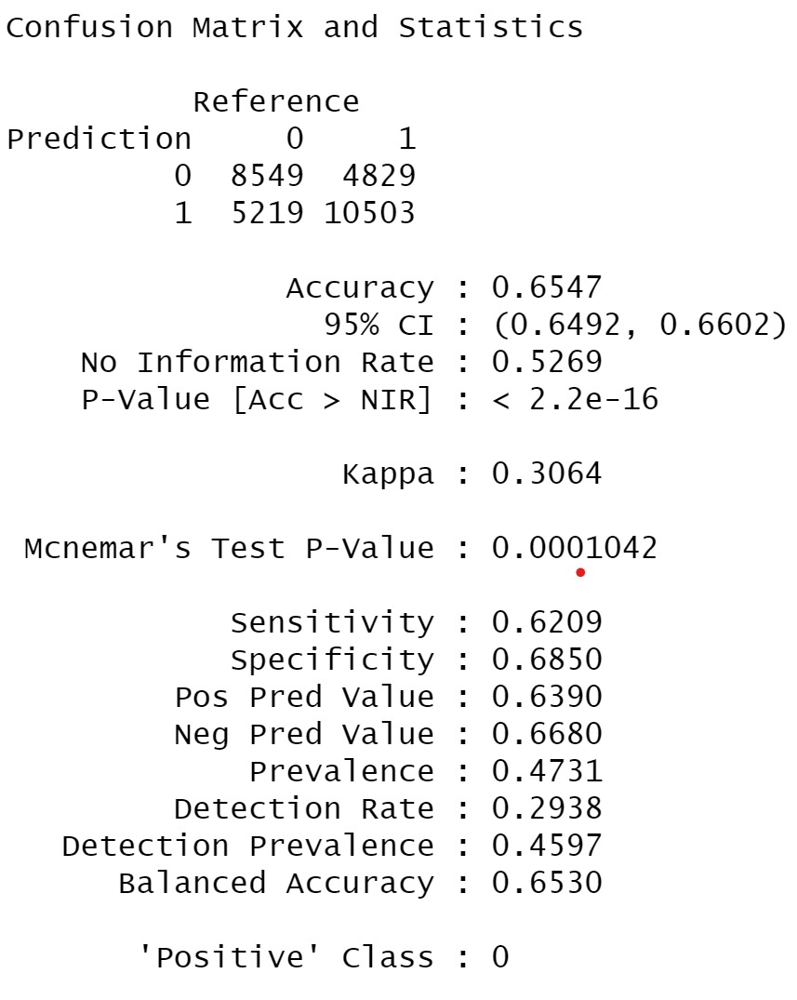 Confusion Matrix and Statistics
Reference
Prediction 0 1
0 8549 4829
1 5219 10503
Accuracy : 0.6547
95% CI : (0.6492, 0.6602)
No Information Rate : 0.5269
P-Value [Acc > NIR] : < 2.2e-16
Kappa : 0.3064
Mcnemar's Test P-Value : 0.0001042
Sensitivity : 0.6209
Specificity : 0.6850
Pos Pred Value : 0.6390
Neg Pred Value : 0.6680
Prevalence : 0.4731
Detection Rate : 0.2938
Detection Prevalence : 0.4597
Balanced Accuracy : 0.6530
'Positive' Class : 0